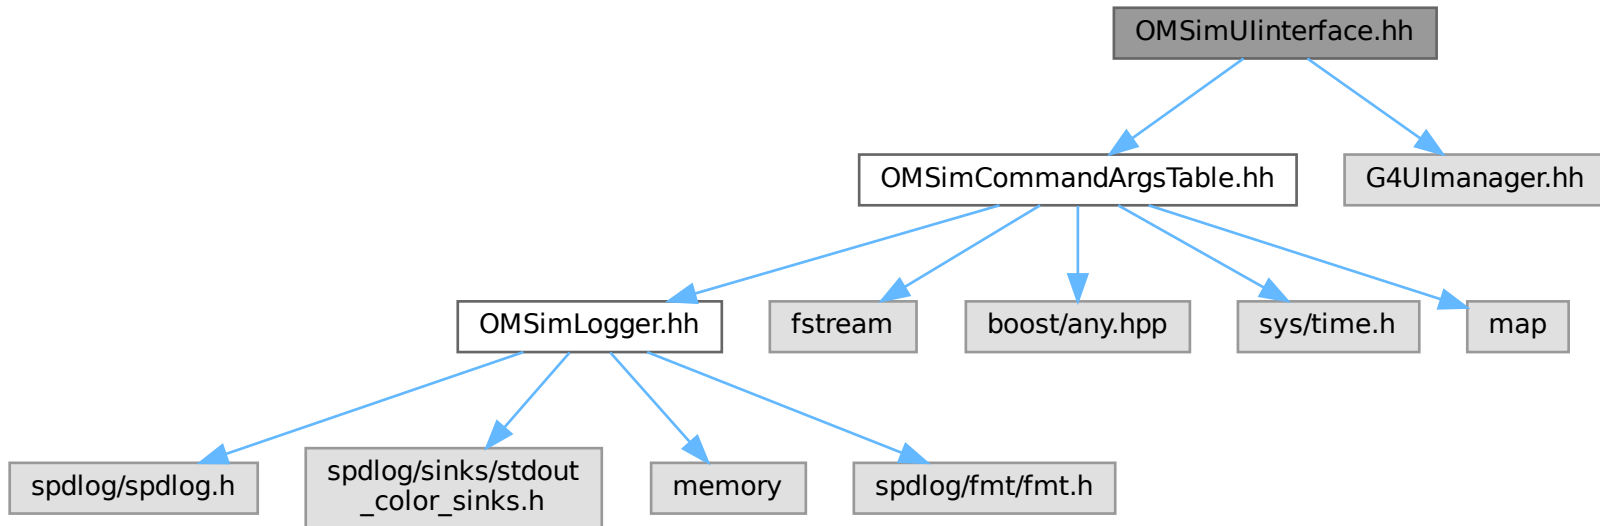 OMSimUIinterface.hh
OMSimCommandArgsTable.hh
G4UImanager.hh
OMSimLogger.hh
fstream
boost/any.hpp
sys/time.h
map
spdlog/spdlog.h
spdlog/sinks/stdout
_color_sinks.h
memory
spdlog/fmt/fmt.h